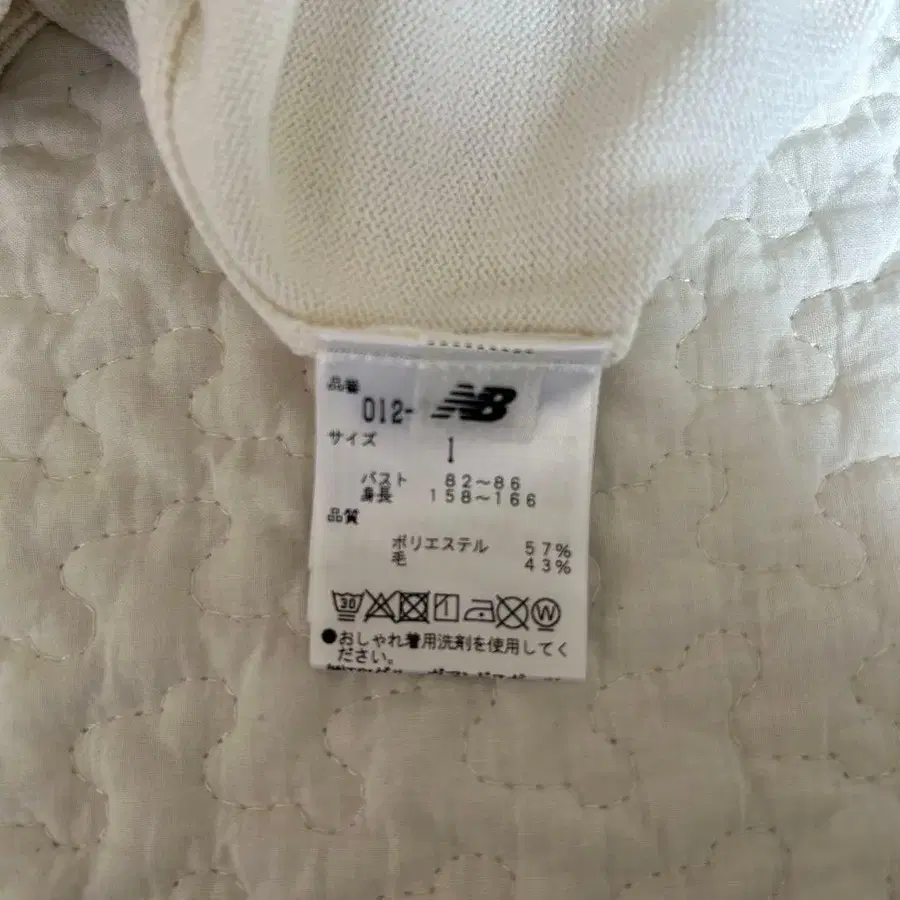 品番
012- NB
サイズ
1
バスト 82～86
身長 158～166
品質
ポリエステル 57%
毛 43%
30 1 W
●おしゃれ着用洗剤を使用してく
ださい。